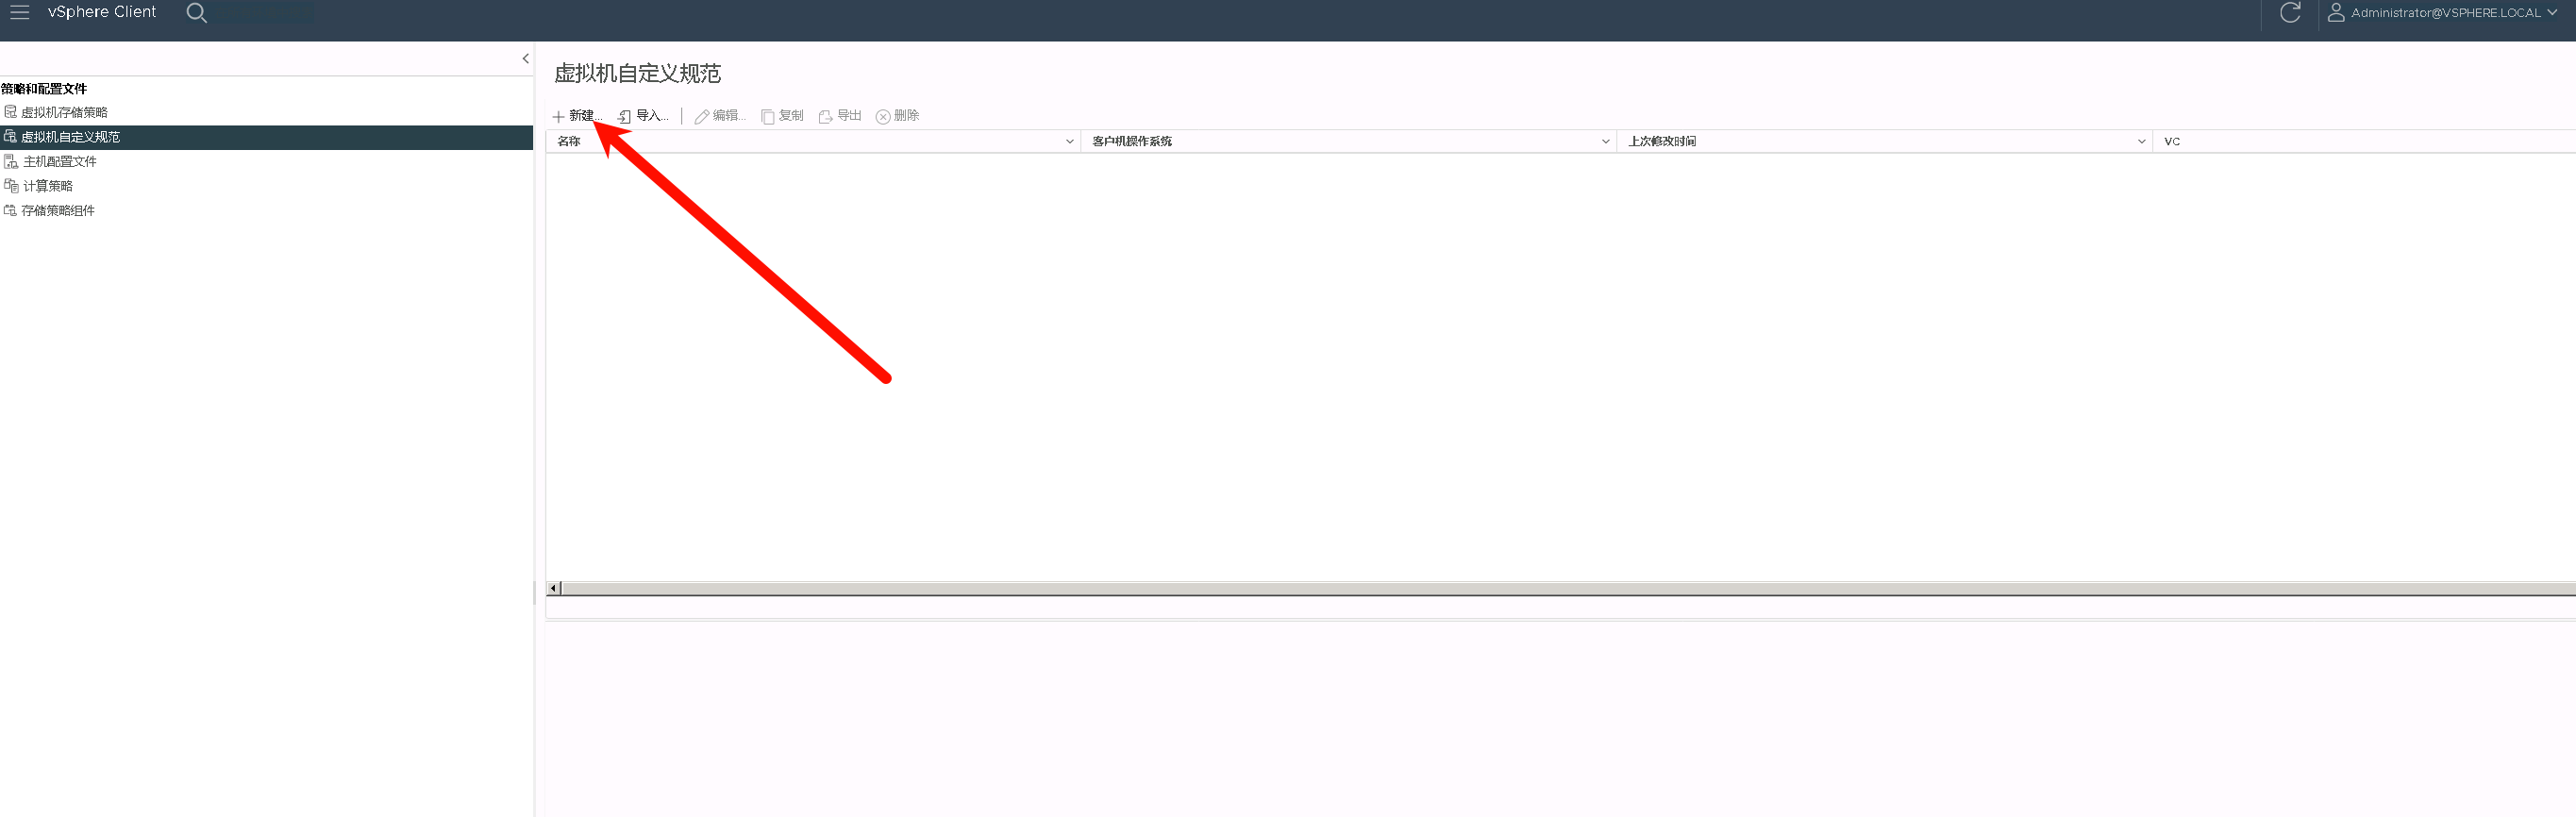 vSphere Client
Administrator@VSPHERE.LOCAL
策略和配置文件
虚拟机存储策略
虚拟机自定义规范
主机配置文件
计算策略
存储策略组件
虚拟机自定义规范
新建... 导入... 编辑... 复制 导出 删除
名称 客户机操作系统 上次修改时间 VC